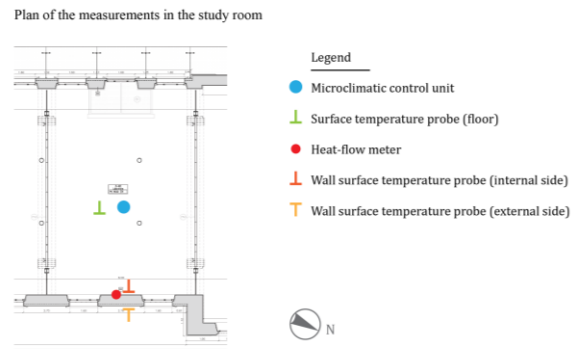 Plan of the measurements in the study room
Legend
Microclimatic control unit
Surface temperature probe (floor)
Heat-flow meter
Wall surface temperature probe (internal side)
Wall surface temperature probe (external side)
N